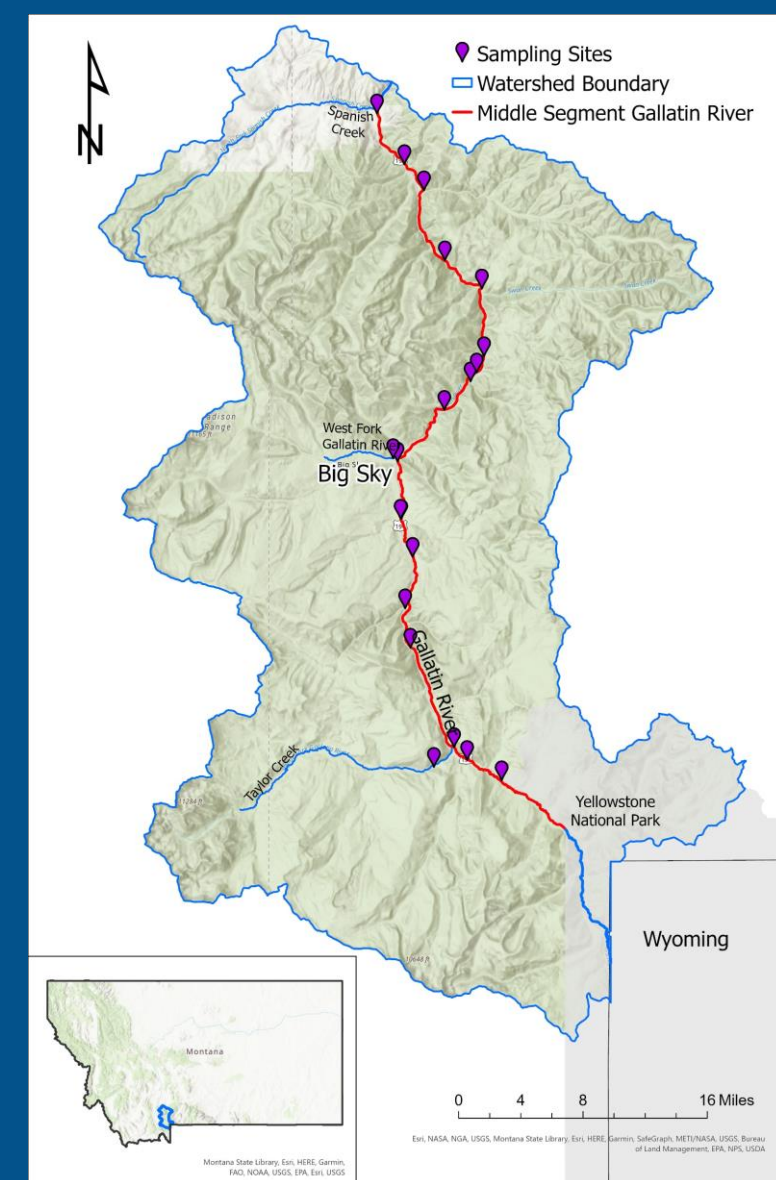 N
Sampling Sites
Watershed Boundary
Middle Segment Gallatin River
Spanish
Creek
Swan Creek
West Fork
Gallatin River
Big Sky
Gallatin River
Taylor Creek
Yellowstone
National Park
Wyoming
Montana
0 4 8 16 Miles
Esri, NASA, NGA, USGS, Montana State Library, Esri, HERE, Garmin, SafeGraph, METI/NASA, USGS, Bureau
of Land Management, EPA, NPS, USDA
Montana State Library, Esri, HERE, Garmin,
FAO, NOAA, USGS, EPA, Esri, USGS